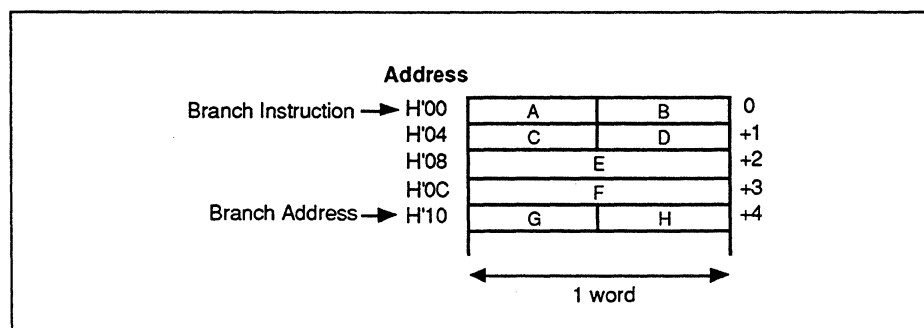 Address
Branch Instruction H'00 A B 0
H'04 C D +1
H'08 E +2
H'0C F +3
Branch Address H'10 G H +4
1 word